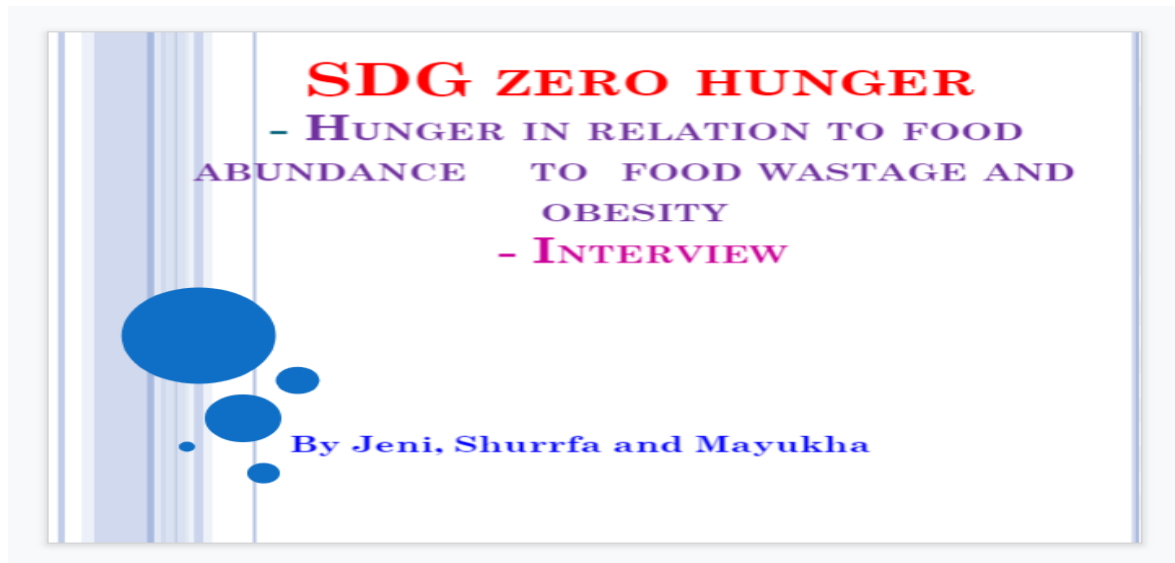 SDG ZERO HUNGER
- HUNGER IN RELATION TO FOOD
ABUNDANCE TO FOOD WASTAGE AND
OBESITY
- INTERVIEW
By Jeni, Shurrfa and Mayukha